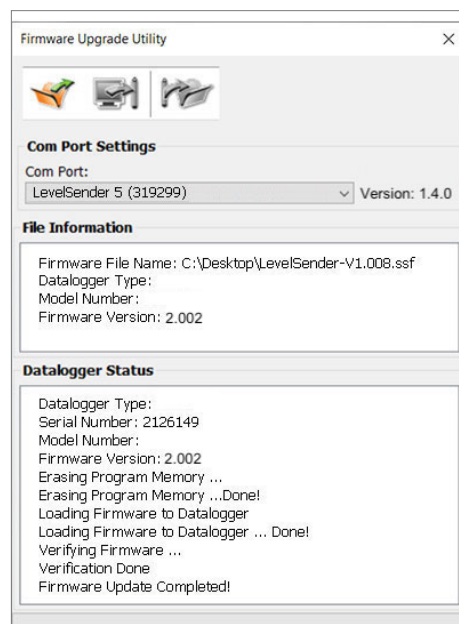 Firmware Upgrade Utility
Com Port Settings
Com Port:
LevelSender 5 (319299) Version: 1.4.0
File Information
Firmware File Name: C:\Desktop\LevelSender-V1.008.ssf
Datalogger Type:
Model Number:
Firmware Version: 2.002
Datalogger Status
Datalogger Type:
Serial Number: 2126149
Model Number:
Firmware Version: 2.002
Erasing Program Memory ...
Erasing Program Memory ...Done!
Loading Firmware to Datalogger
Loading Firmware to Datalogger ... Done!
Verifying Firmware ...
Verification Done
Firmware Update Completed!